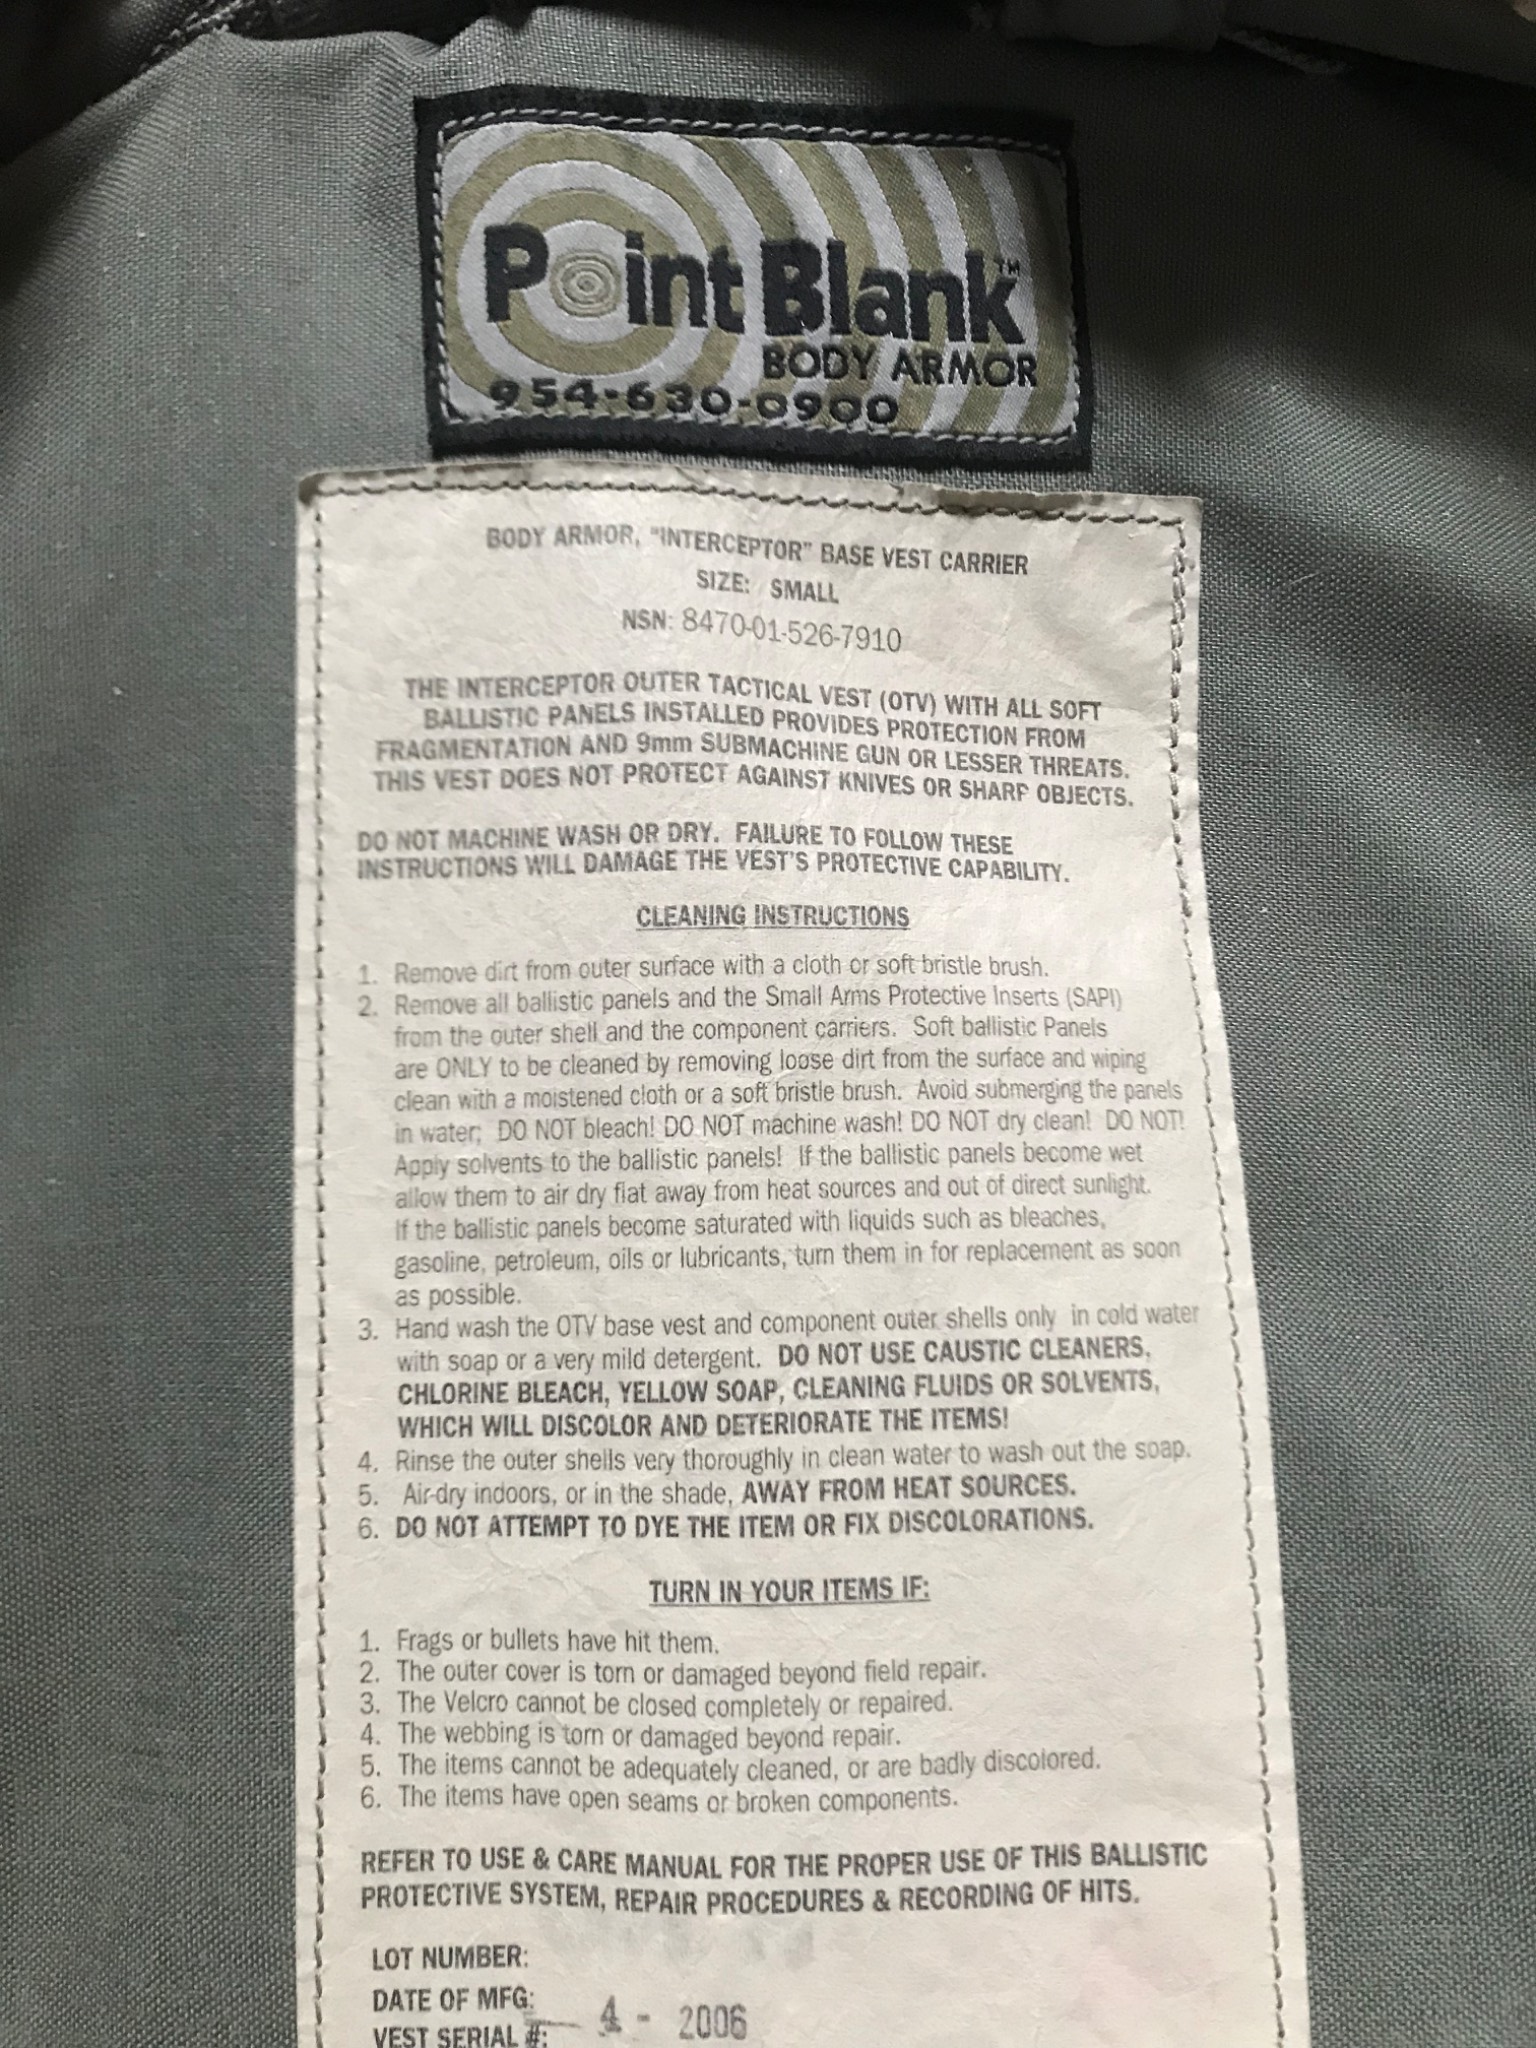 Point Blank™
BODY ARMOR
954-630-0900
BODY ARMOR, "INTERCEPTOR" BASE VEST CARRIER
SIZE: SMALL
NSN: 8470-01-526-7910
THE INTERCEPTOR OUTER TACTICAL VEST (OTV) WITH ALL SOFT
BALLISTIC PANELS INSTALLED PROVIDES PROTECTION FROM
FRAGMENTATION AND 9mm SUBMACHINE GUN OR LESSER THREATS.
THIS VEST DOES NOT PROTECT AGAINST KNIVES OR SHARP OBJECTS.
DO NOT MACHINE WASH OR DRY. FAILURE TO FOLLOW THESE
INSTRUCTIONS WILL DAMAGE THE VEST'S PROTECTIVE CAPABILITY.
CLEANING INSTRUCTIONS
1. Remove dirt from outer surface with a cloth or soft bristle brush.
2. Remove all ballistic panels and the Small Arms Protective Inserts (SAPI)
from the outer shell and the component carriers. Soft ballistic Panels
are ONLY to be cleaned by removing loose dirt from the surface and wiping
clean with a moistened cloth or a soft bristle brush. Avoid submerging the panels
in water; DO NOT bleach! DO NOT machine wash! DO NOT dry clean! DO NOT!
Apply solvents to the ballistic panels! If the ballistic panels become wet
allow them to air dry flat away from heat sources and out of direct sunlight.
If the ballistic panels become saturated with liquids such as bleaches,
gasoline, petroleum, oils or lubricants, turn them in for replacement as soon
as possible.
3. Hand wash the OTV base vest and component outer shells only in cold water
with soap or a very mild detergent. DO NOT USE CAUSTIC CLEANERS,
CHLORINE BLEACH, YELLOW SOAP, CLEANING FLUIDS OR SOLVENTS,
WHICH WILL DISCOLOR AND DETERIORATE THE ITEMS!
4. Rinse the outer shells very thoroughly in clean water to wash out the soap.
5. Air-dry indoors, or in the shade, AWAY FROM HEAT SOURCES.
6. DO NOT ATTEMPT TO DYE THE ITEM OR FIX DISCOLORATIONS.
TURN IN YOUR ITEMS IF:
1. Frags or bullets have hit them.
2. The outer cover is torn or damaged beyond field repair.
3. The Velcro cannot be closed completely or repaired.
4. The webbing is torn or damaged beyond repair.
5. The items cannot be adequately cleaned, or are badly discolored.
6. The items have open seams or broken components.
REFER TO USE & CARE MANUAL FOR THE PROPER USE OF THIS BALLISTIC
PROTECTIVE SYSTEM, REPAIR PROCEDURES & RECORDING OF HITS.
LOT NUMBER:
DATE OF MFG: 4 - 2006
VEST SERIAL #: